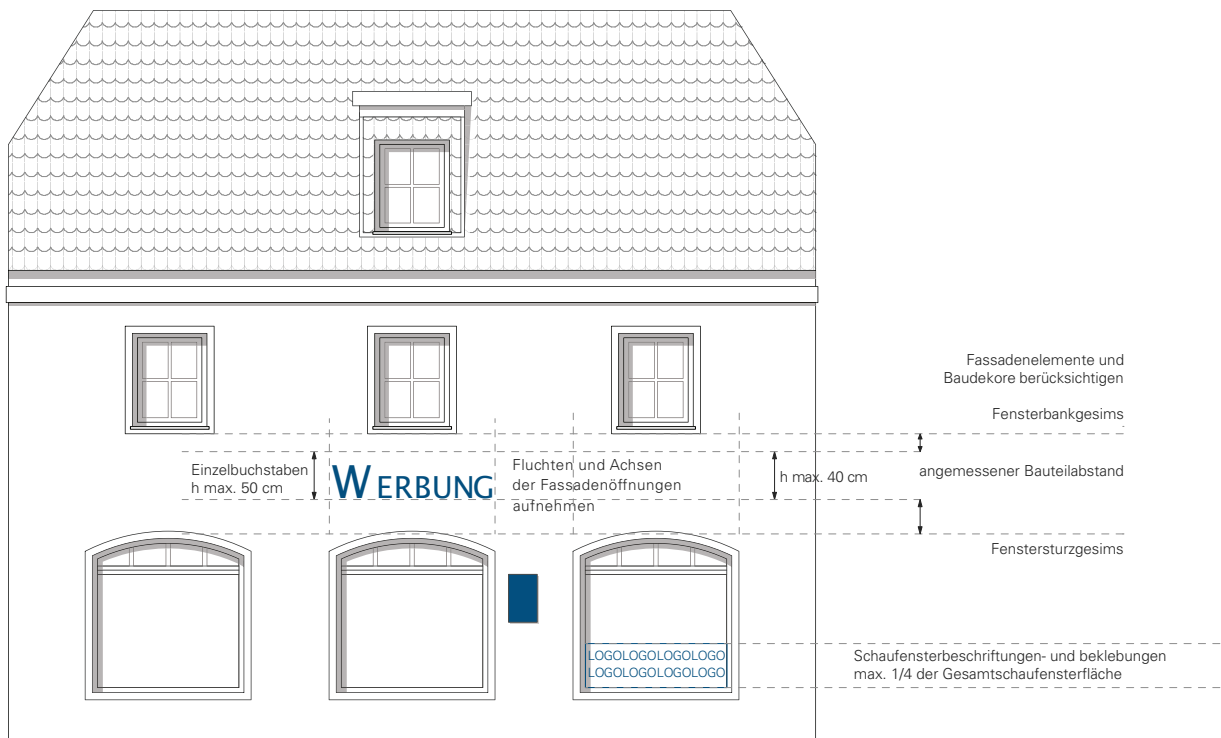 Fassadenelemente und
Baudekore berücksichtigen
Fensterbankgesims
Einzelbuchstaben
h max. 50 cm
WERBUNG
Fluchten und Achsen
der Fassadenöffnungen
aufnehmen
h max. 40 cm
angemessener Bauteilabstand
Fenstersturzgesims
LOGOLOGOLOGOLOGO
LOGOLOGOLOGOLOGO
Schaufensterbeschriftungen- und beklebungen
max. 1/4 der Gesamtschaufensterfläche